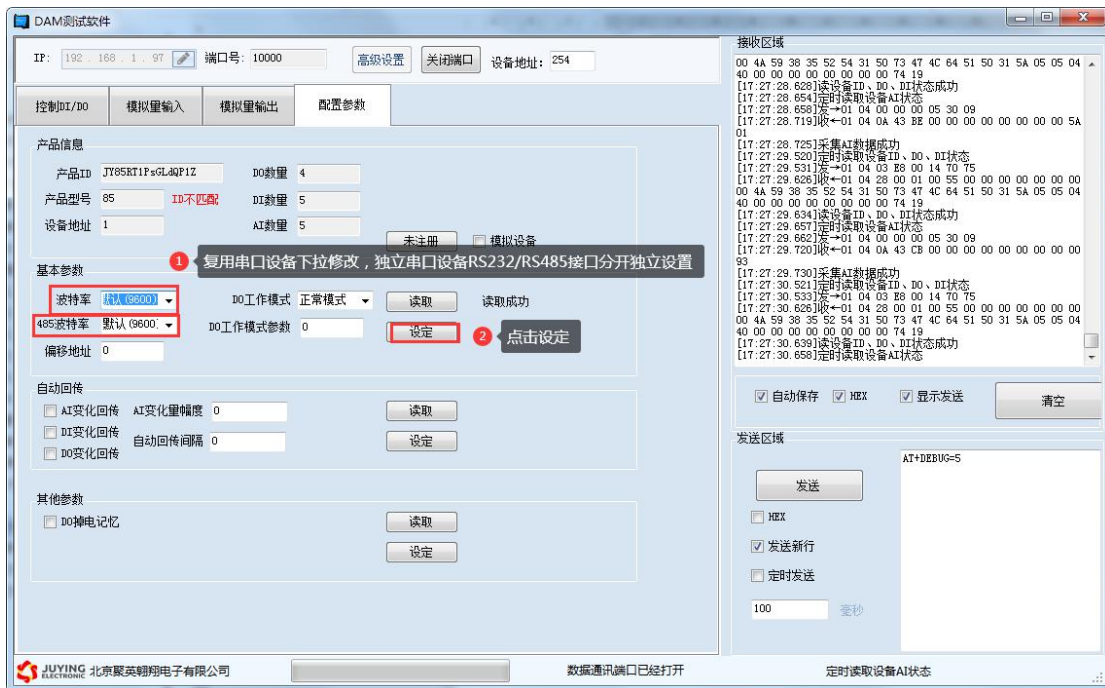 DAM测试软件
IP: 192 . 168 . 1 . 97 端口号: 10000 高级设置 关闭端口 设备地址: 254
控制DI/DO 模拟量输入 模拟量输出 配置参数
产品信息
产品ID JY85RT1PsGLdQP1Z DO数量 4
产品型号 85 ID不匹配 DI数量 5
设备地址 1 AI数量 5
未注册 模拟设备
1 复用串口设备下拉修改，独立串口设备RS232/RS485接口分开独立设置
基本参数
波特率 默认(9600) DO工作模式 正常模式 读取 读取成功
485波特率 默认(9600) DO工作模式参数 0 设定 2 点击设定
偏移地址 0
自动回传
AI变化回传 AI变化量幅度 0 读取
DI变化回传 自动回传间隔 0 设定
DO变化回传
其他参数
DO掉电记忆 读取
设定
JUYING ELECTRONIC 北京聚英翱翔电子有限公司 数据通讯端口已经打开 定时读取设备AI状态
接收区域
00 4A 59 38 35 52 54 31 50 73 47 4C 64 51 50 31 5A 05 05 04
40 00 00 00 00 00 00 00 00 74 19
[17:27:28.628]读设备ID、DO、DI状态成功
[17:27:28.654]定时读取设备AI状态
[17:27:28.658]发→01 04 00 00 00 05 30 09
[17:27:28.719]收←01 04 0A 43 BE 00 00 00 00 00 00 00 00 5A
01
[17:27:28.725]采集AI数据成功
[17:27:29.520]定时读取设备ID、DO、DI状态
[17:27:29.531]发→01 04 03 E8 00 14 70 75
[17:27:29.626]收←01 04 28 00 01 00 55 00 00 00 00 00 00 00
00 4A 59 38 35 52 54 31 50 73 47 4C 64 51 50 31 5A 05 05 04
40 00 00 00 00 00 00 00 00 74 19
[17:27:29.634]读设备ID、DO、DI状态成功
[17:27:29.657]定时读取设备AI状态
[17:27:29.662]发→01 04 00 00 00 05 30 09
[17:27:29.720]收←01 04 0A 43 CB 00 00 00 00 00 00 00 00
93
[17:27:29.730]采集AI数据成功
[17:27:30.521]定时读取设备ID、DO、DI状态
[17:27:30.533]发→01 04 03 E8 00 14 70 75
[17:27:30.626]收←01 04 28 00 01 00 55 00 00 00 00 00 00 00
00 4A 59 38 35 52 54 31 50 73 47 4C 64 51 50 31 5A 05 05 04
40 00 00 00 00 00 00 00 00 74 19
[17:27:30.639]读设备ID、DO、DI状态成功
[17:27:30.658]定时读取设备AI状态
自动保存 HEX 显示发送 清空
发送区域
AT+DEBUG=5
发送
HEX
发送新行
定时发送
100 毫秒